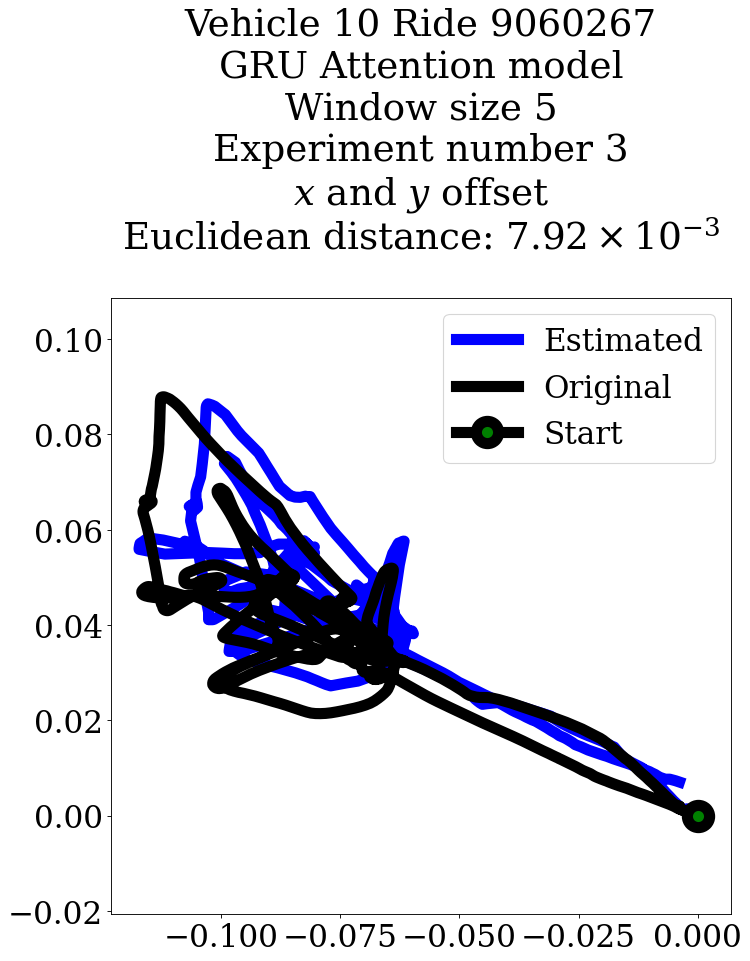 Vehicle 10 Ride 9060267
GRU Attention model
Window size 5
Experiment number 3
x and y offset
Euclidean distance: 7.92 × 10⁻³
Estimated
Original
Start
0.10
0.08
0.06
0.04
0.02
0.00
−0.02
−0.100 −0.075 −0.050 −0.025 0.000